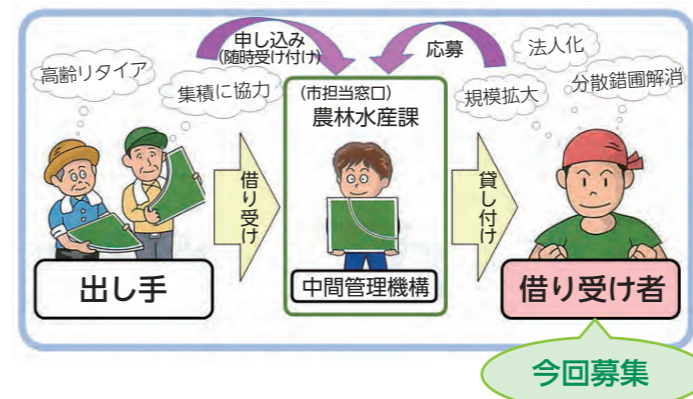 申し込み
(随時受け付け)
応募
法人化
高齢リタイア
集積に協力
規模拡大
分散錯圃解消
(市担当窓口)
農林水産課
借り受け
貸し付け
出し手
中間管理機構
借り受け者
今回募集